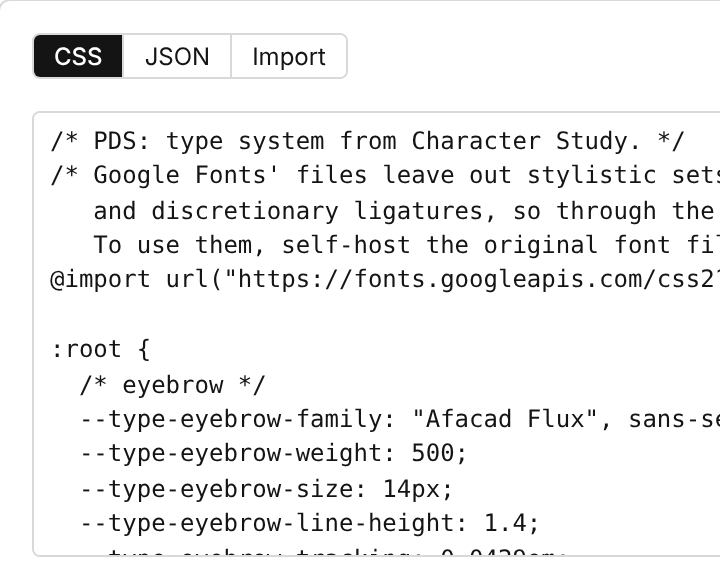 CSS JSON Import
/* PDS: type system from Character Study. */
/* Google Fonts' files leave out stylistic sets
and discretionary ligatures, so through the
To use them, self-host the original font fil
@import url("https://fonts.googleapis.com/css2?
:root {
/* eyebrow */
--type-eyebrow-family: "Afacad Flux", sans-se
--type-eyebrow-weight: 500;
--type-eyebrow-size: 14px;
--type-eyebrow-line-height: 1.4;
--type-eyebrow-tracking: